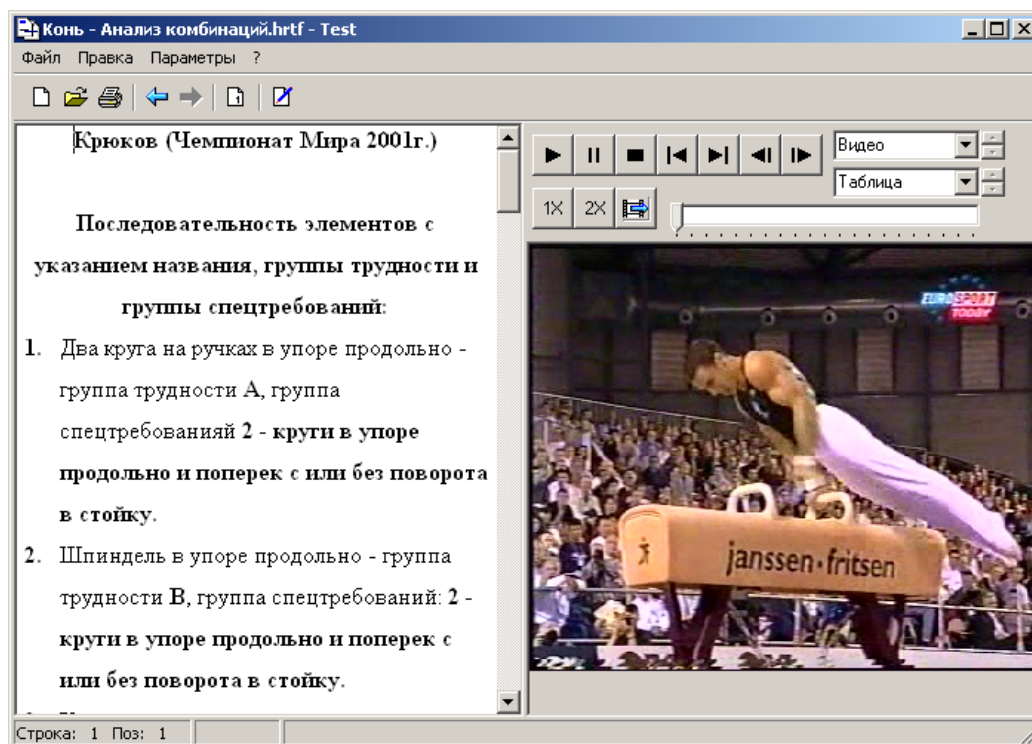 Конь - Анализ комбинаций.hrtf - Test
Файл Правка Параметры ?
Крюков (Чемпионат Мира 2001г.)
Последовательность элементов с
указанием названия, группы трудности и
группы спецтребований:
1. Два круга на ручках в упоре продольно -
группа трудности А, группа
спецтребованияй 2 - круги в упоре
продольно и поперек с или без поворота
в стойку.
2. Шпиндель в упоре продольно - группа
трудности В, группа спецтребований: 2 -
круги в упоре продольно и поперек с
или без поворота в стойку.
Видео
Таблица
1X 2X
EUROSPORT
TODAY
janssen-fritsen
Строка: 1 Поз: 1